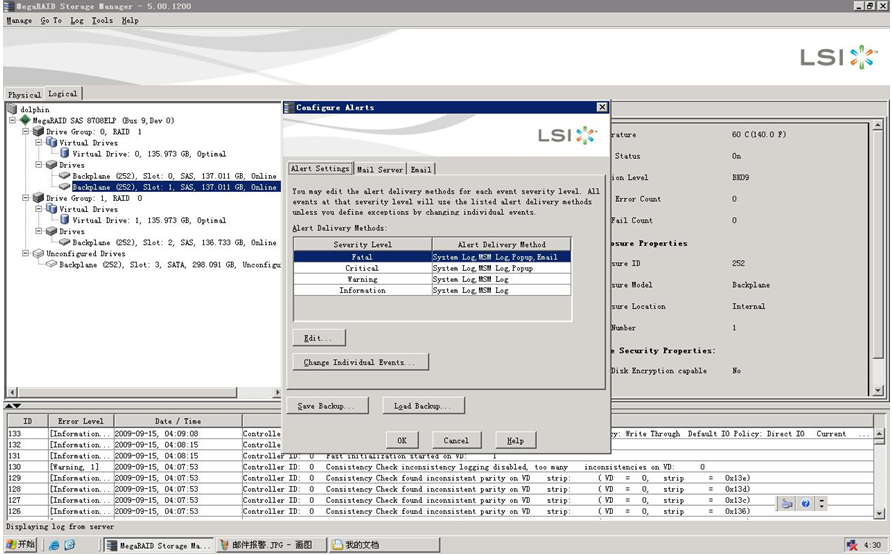 MegaRAID Storage Manager - 5.00.1200
Manage Go To Log Tools Help
LSI
Physical Logical
dolphin
MegaRAID SAS 8708ELP (Bus 9,Dev 0)
Drive Group: 0, RAID 1
Virtual Drives
Virtual Drive: 0, 135.973 GB, Optimal
Drives
Backplane (252), Slot: 0, SAS, 137.011 GB, Online
Backplane (252), Slot: 1, SAS, 137.011 GB, Online
Drive Group: 1, RAID 0
Virtual Drives
Virtual Drive: 1, 135.973 GB, Optimal
Drives
Backplane (252), Slot: 2, SAS, 136.733 GB, Online
Unconfigured Drives
Backplane (252), Slot: 3, SATA, 298.091 GB, Unconfigu
Configure Alerts
LSI
Alert Settings Mail Server Email
You may edit the alert delivery methods for each event severity level. All
events at that severity level will use the listed alert delivery methods
unless you define exceptions by changing individual events.
Alert Delivery Methods:
Severity Level Alert Delivery Method
Fatal System Log,MSM Log,Popup,Email
Critical System Log,MSM Log,Popup
Warning System Log,MSM Log
Information System Log,MSM Log
Edit...
Change Individual Events...
Save Backup... Load Backup...
OK Cancel Help
rature 60 C(140.0 F)
Status On
ion Level BK09
Error Count 0
Fail Count 0
osure Properties
sure ID 252
sure Model Backplane
sure Location Internal
Number 1
e Security Properties:
Disk Encryption capable No
ID Error Level Date / Time
133 [Information... 2009-09-15, 04:09:08 Controller cy: Write Through Default IO Policy: Direct IO Current ...
132 [Information... 2009-09-15, 04:08:15 Controller
131 [Information... 2009-09-15, 04:08:15 Controller ID: 0 Fast initialization started on VD: 1
130 [Warning, 1] 2009-09-15, 04:07:53 Controller ID: 0 Consistency Check inconsistency logging disabled, too many inconsistencies on VD: 0
129 [Information... 2009-09-15, 04:07:53 Controller ID: 0 Consistency Check found inconsistent parity on VD strip: ( VD = 0, strip = 0x13e)
128 [Information... 2009-09-15, 04:07:53 Controller ID: 0 Consistency Check found inconsistent parity on VD strip: ( VD = 0, strip = 0x13d)
127 [Information... 2009-09-15, 04:07:53 Controller ID: 0 Consistency Check found inconsistent parity on VD strip: ( VD = 0, strip = 0x13c)
126 [Information... 2009-09-15, 04:07:53 Controller ID: 0 Consistency Check found inconsistent parity on VD strip: ( VD = 0, strip = 0x136)
Displaying log from server
开始 MegaRAID Storage Ma... 邮件报警.JPG - 画图 我的文档 4:30